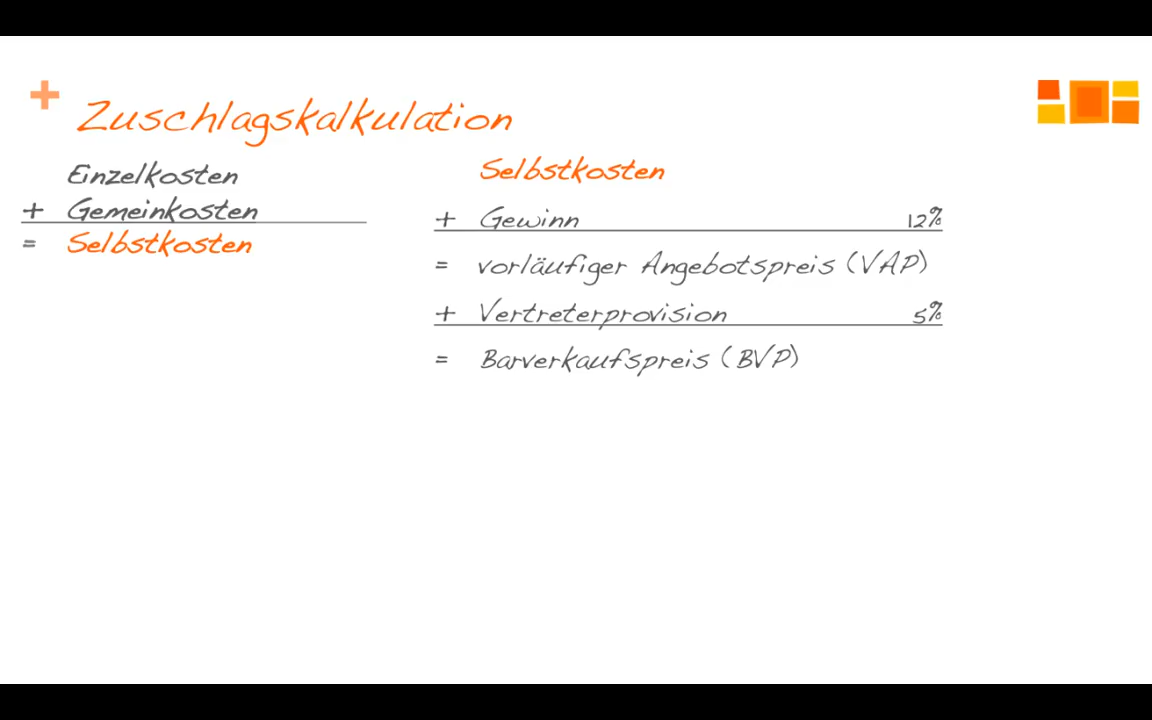 + Zuschlagskalkulation
Einzelkosten
+ Gemeinkosten
= Selbstkosten
Selbstkosten
+ Gewinn 12%
= vorläufiger Angebotspreis (VAP)
+ Vertreterprovision 5%
= Barverkaufspreis (BVP)